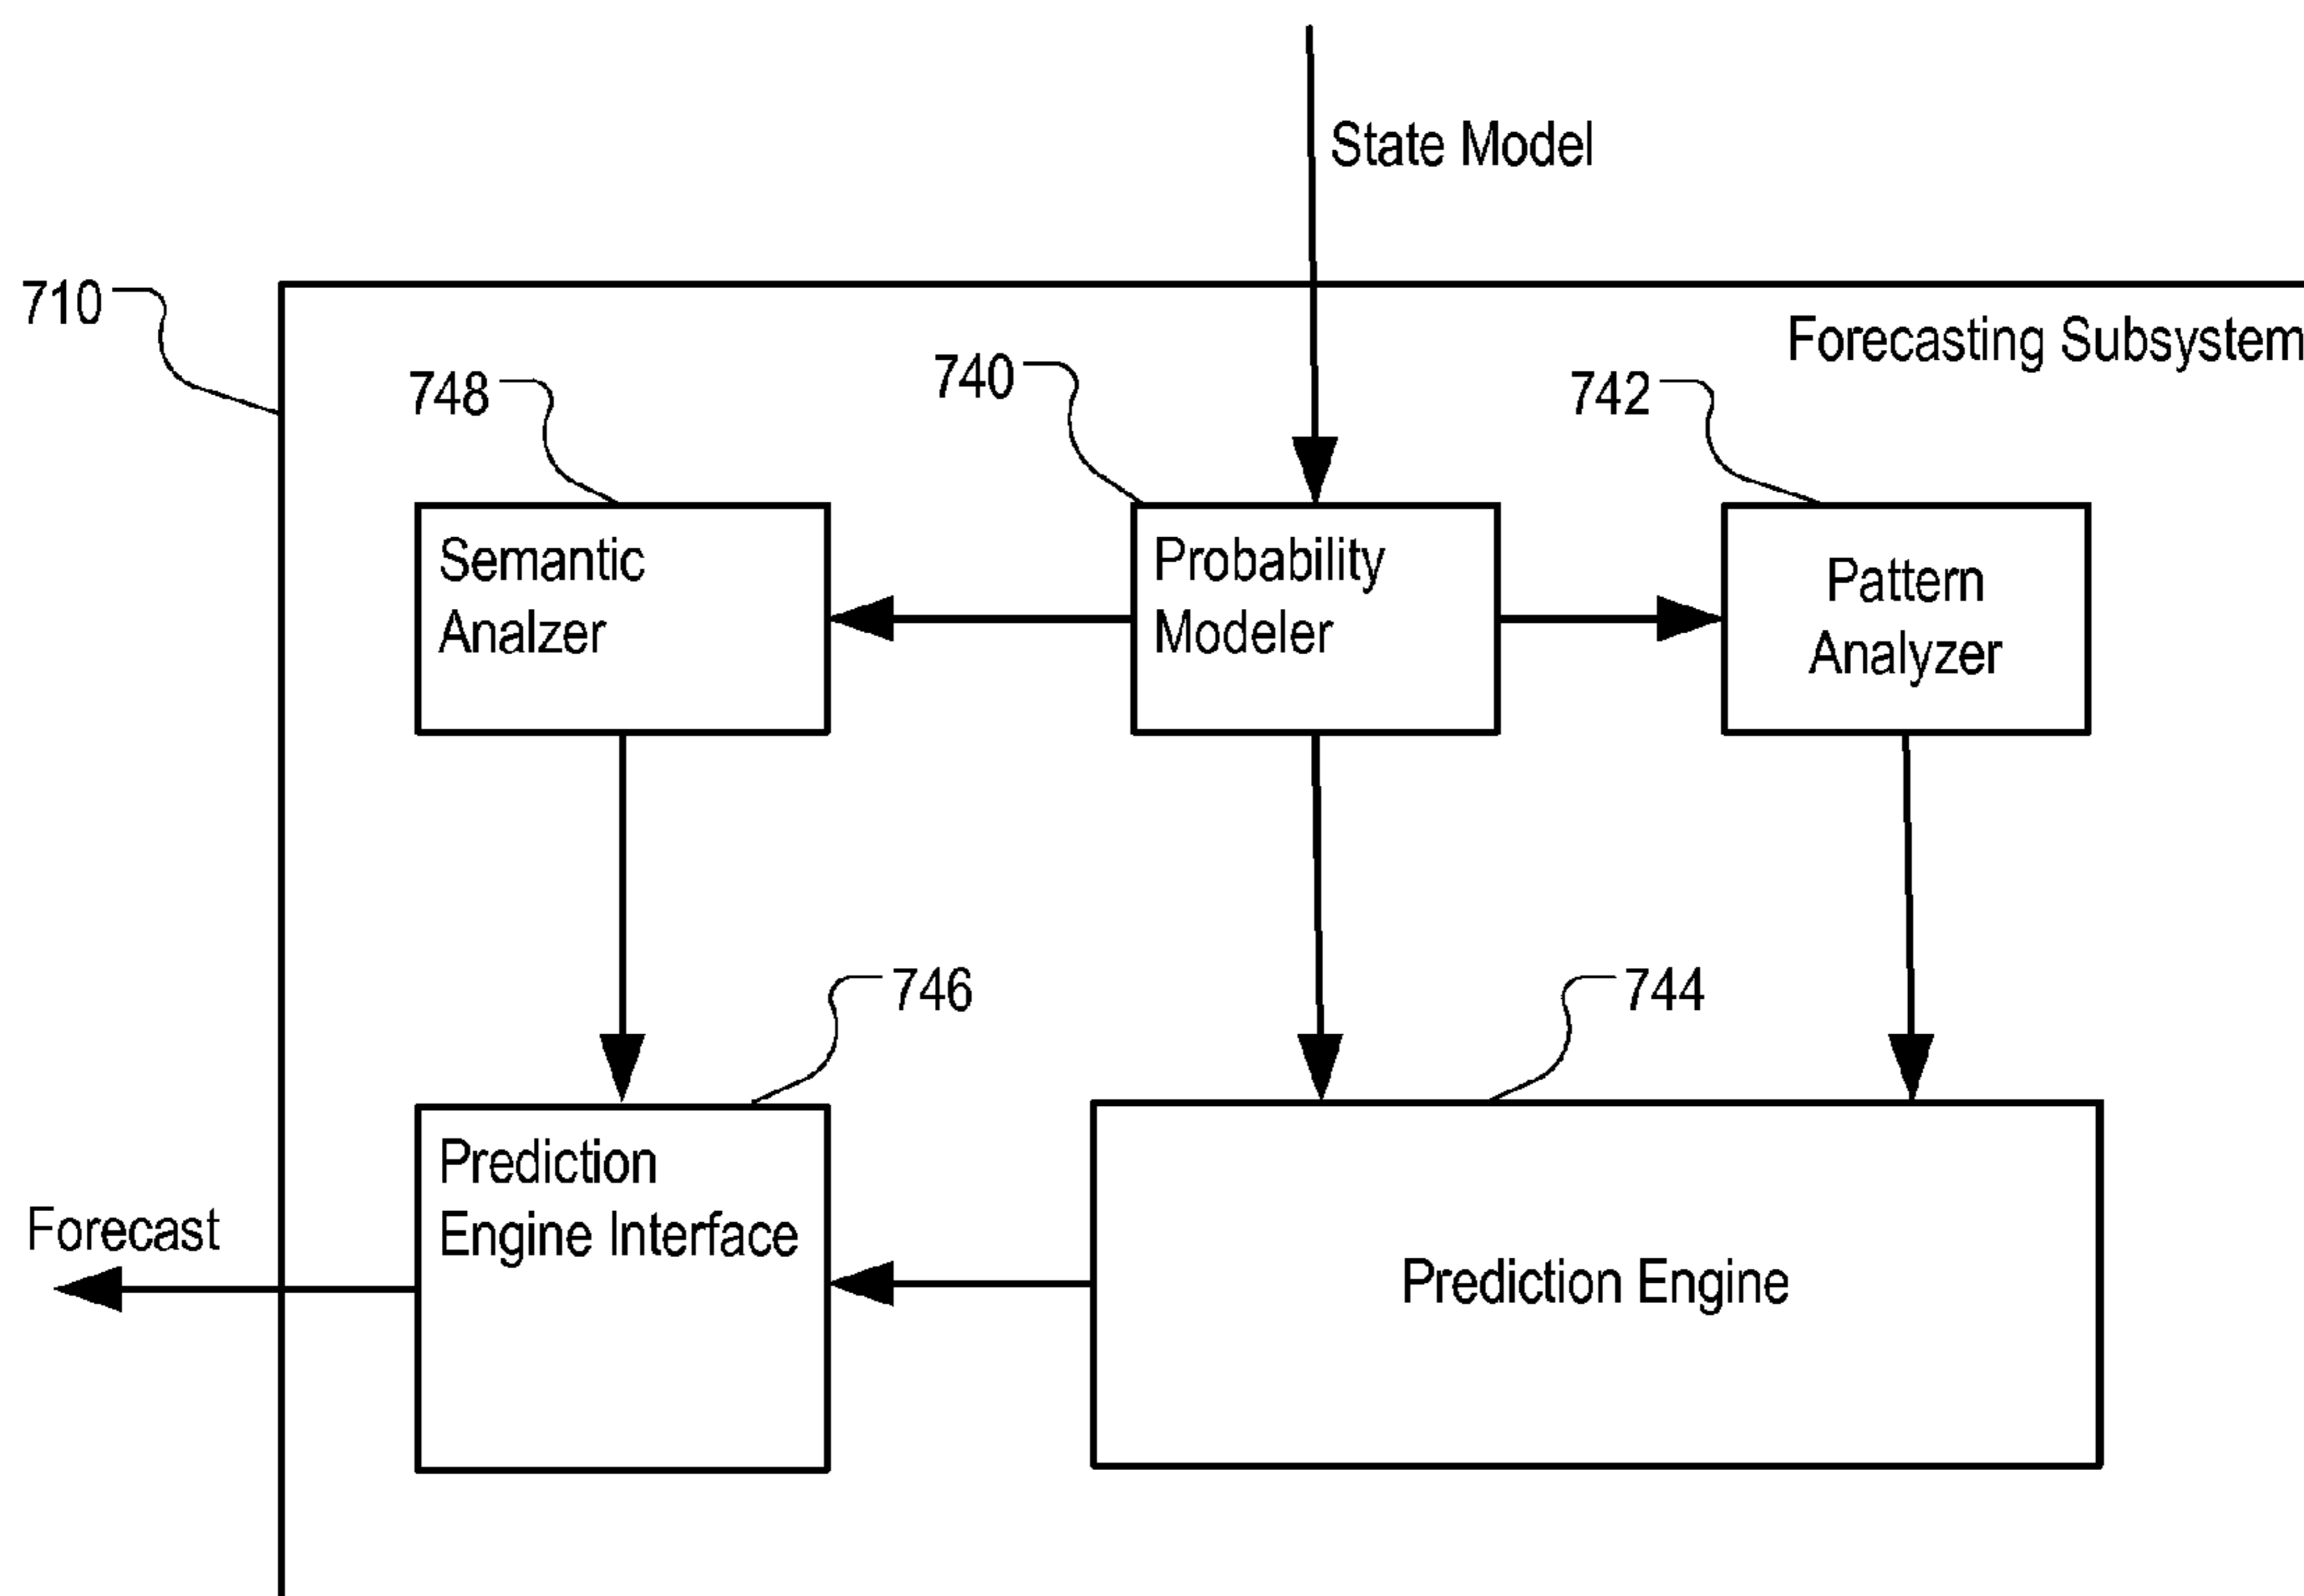 State Model
710
Forecasting Subsystem
748
740
742
Semantic
Analzer
Probability
Modeler
Pattern
Analyzer
746
744
Prediction
Engine Interface
Forecast
Prediction Engine